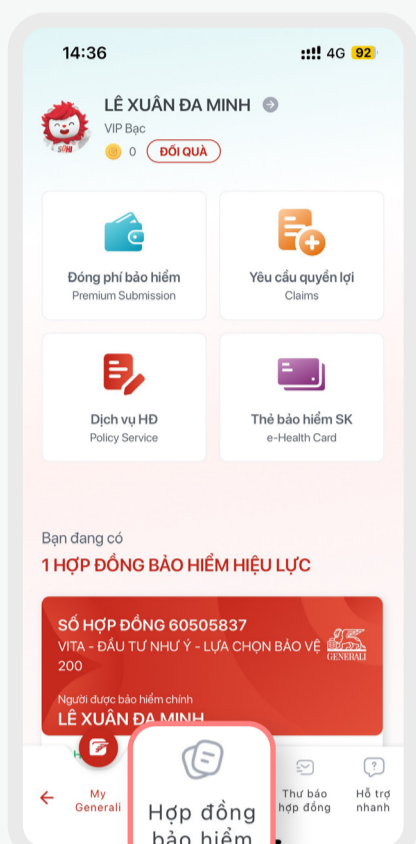 14:36
4G 92
LÊ XUÂN ĐA MINH
VIP Bạc
0 ĐỔI QUÀ
SƯHI
Đóng phí bảo hiểm
Premium Submission
Yêu cầu quyền lợi
Claims
Dịch vụ HĐ
Policy Service
Thẻ bảo hiểm SK
e-Health Card
Bạn đang có
1 HỢP ĐỒNG BẢO HIỂM HIỆU LỰC
SỐ HỢP ĐỒNG 60505837
VITA - ĐẦU TƯ NHƯ Ý - LỰA CHỌN BẢO VỆ
200
GENERALI
Người được bảo hiểm chính
LÊ XUÂN ĐA MINH
My
Generali
Hợp đồng
bảo hiểm
Thư báo
hợp đồng
Hỗ trợ
nhanh